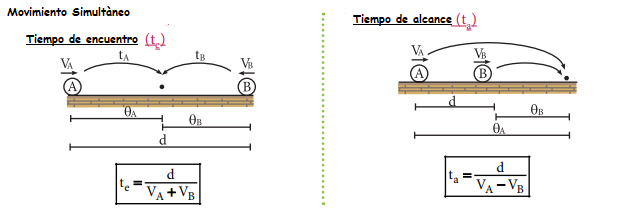 Movimiento Simultàneo
Tiempo de encuentro (te)
VA tA tB VB
A B
θA
θB
d
te = d / (VA + VB)
Tiempo de alcance (ta)
VA VB
A B
d θB
θA
ta = d / (VA − VB)